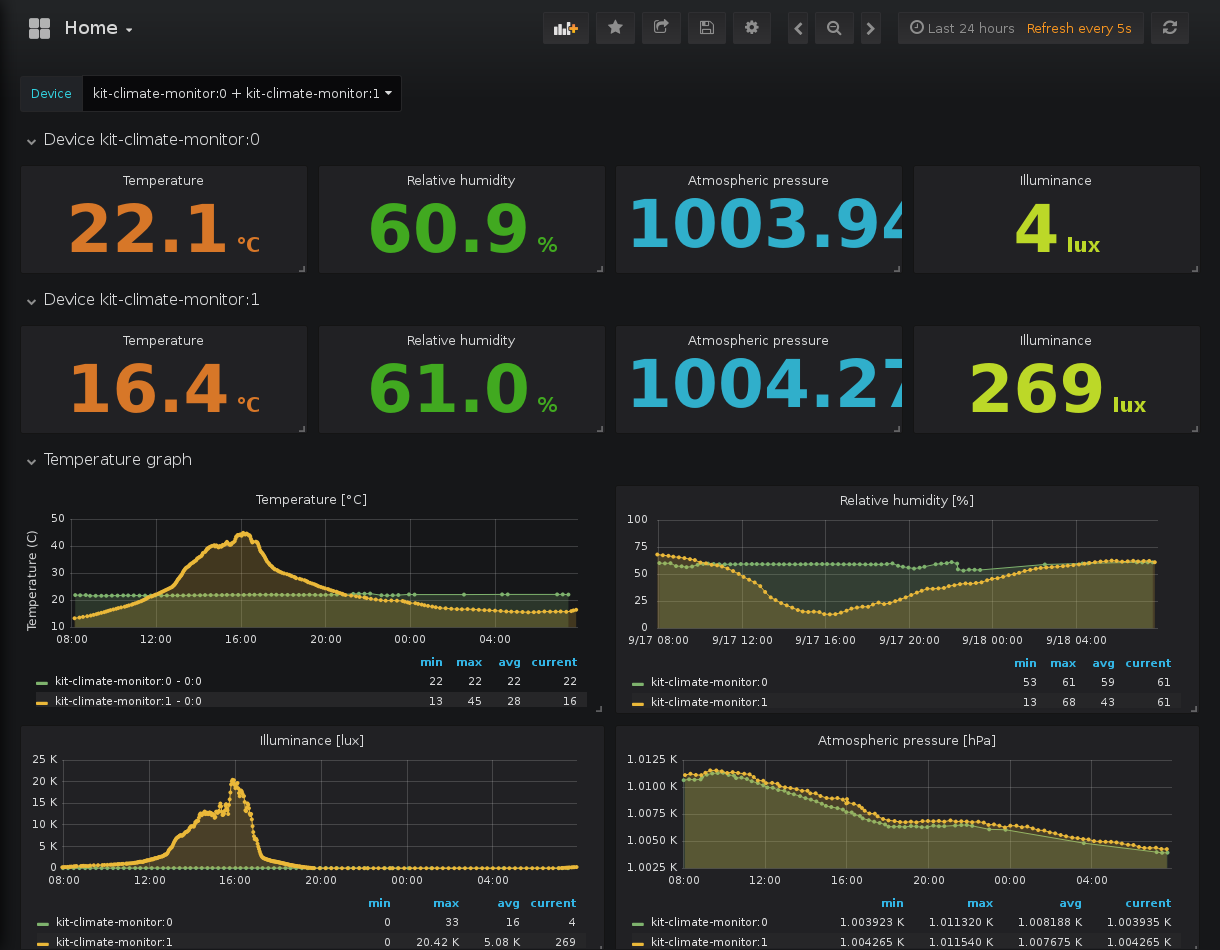 Home
Last 24 hours Refresh every 5s
Device kit-climate-monitor:0 + kit-climate-monitor:1
Device kit-climate-monitor:0
Temperature Relative humidity Atmospheric pressure Illuminance
22.1 °C 60.9 % 1003.94 4 lux
Device kit-climate-monitor:1
Temperature Relative humidity Atmospheric pressure Illuminance
16.4 °C 61.0 % 1004.27 269 lux
Temperature graph
Temperature [°C]
Temperature (C)
50
40
30
20
10
08:00 12:00 16:00 20:00 00:00 04:00
min max avg current
kit-climate-monitor:0 - 0:0 22 22 22 22
kit-climate-monitor:1 - 0:0 13 45 28 16
Relative humidity [%]
100
75
50
25
0
9/17 08:00 9/17 12:00 9/17 16:00 9/17 20:00 9/18 00:00 9/18 04:00
min max avg current
kit-climate-monitor:0 53 61 59 61
kit-climate-monitor:1 13 68 43 61
Illuminance [lux]
25 K
20 K
15 K
10 K
5 K
0
08:00 12:00 16:00 20:00 00:00 04:00
min max avg current
kit-climate-monitor:0 0 33 16 4
kit-climate-monitor:1 0 20.42 K 5.08 K 269
Atmospheric pressure [hPa]
1.0125 K
1.0100 K
1.0075 K
1.0050 K
1.0025 K
08:00 12:00 16:00 20:00 00:00 04:00
min max avg current
kit-climate-monitor:0 1.003923 K 1.011320 K 1.008188 K 1.003935 K
kit-climate-monitor:1 1.004265 K 1.011540 K 1.007675 K 1.004265 K